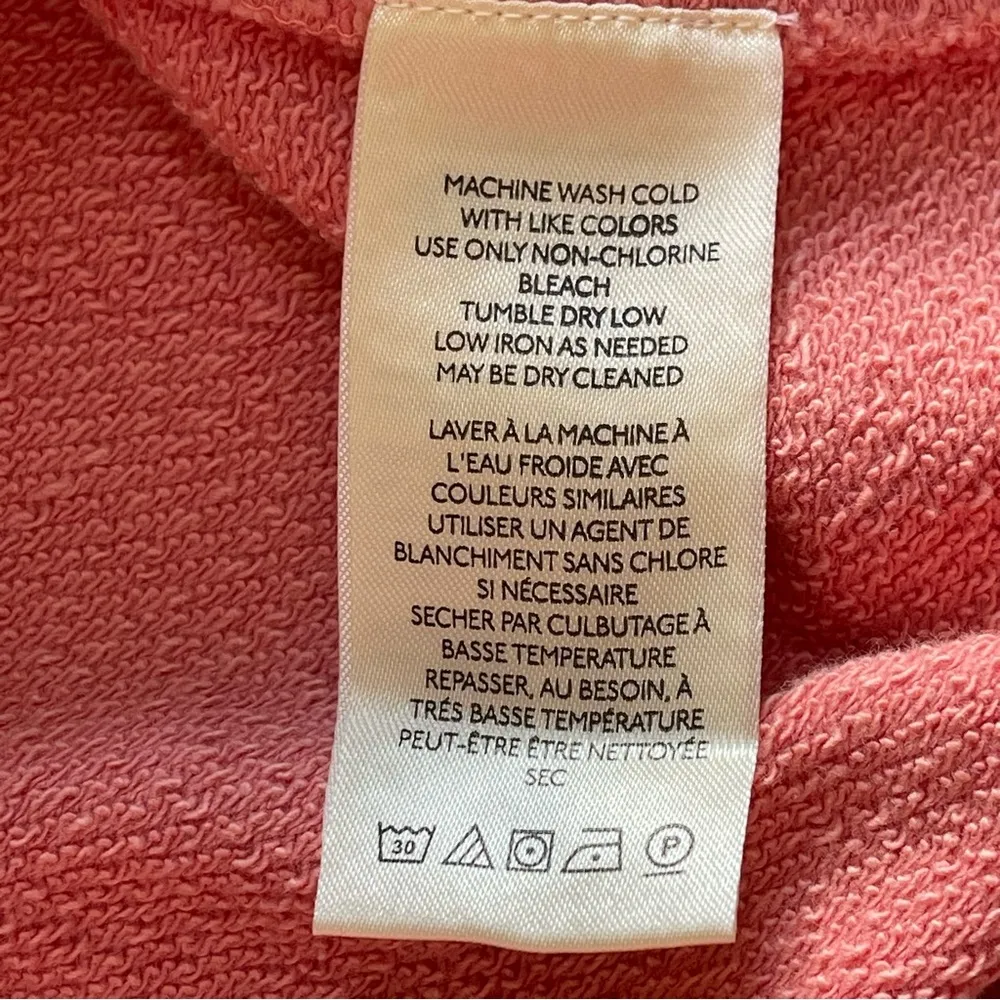 MACHINE WASH COLD
WITH LIKE COLORS
USE ONLY NON-CHLORINE
BLEACH
TUMBLE DRY LOW
LOW IRON AS NEEDED
MAY BE DRY CLEANED
LAVER À LA MACHINE À
L'EAU FROIDE AVEC
COULEURS SIMILAIRES
UTILISER UN AGENT DE
BLANCHIMENT SANS CHLORE
SI NÉCESSAIRE
SECHER PAR CULBUTAGE À
BASSE TEMPERATURE
REPASSER, AU BESOIN, À
TRÉS BASSE TEMPÉRATURE
PEUT-ÊTRE ÊTRE NETTOYÉE
SEC
30 P